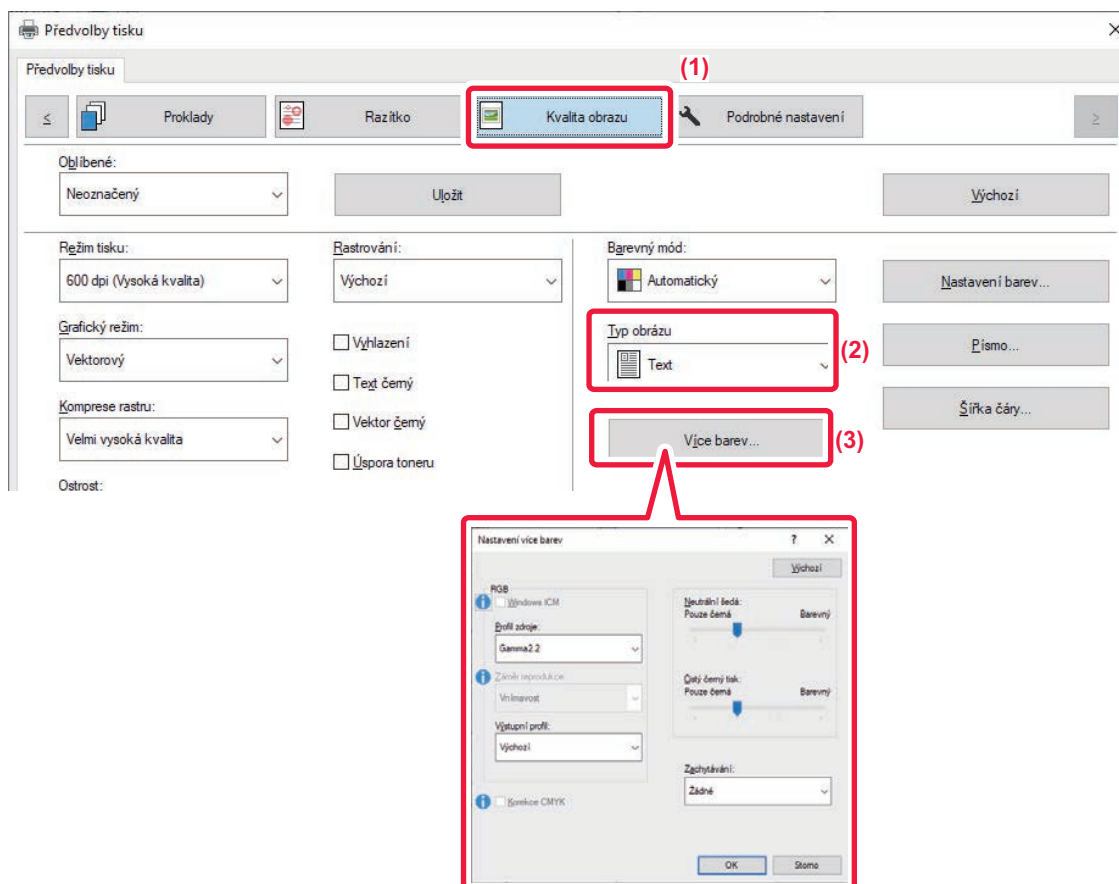 Předvolby tisku
Předvolby tisku
(1)
<
Proklady
Razítko
Kvalita obrazu
Podrobné nastavení
>
Oblíbené:
Neoznačený
Uložit
Výchozí
Režim tisku:
600 dpi (Vysoká kvalita)
Rastrování:
Výchozí
Barevný mód:
Automatický
Nastavení barev...
Grafický režim:
Vektorový
Vyhlazení
Typ obrázu
Text
(2)
Písmo...
Text černý
Komprese rastru:
Velmi vysoká kvalita
Vektor černý
Více barev...
(3)
Šířka čáry...
Úspora toneru
Ostrost:
Nastavení více barev
?
Výchozí
RGB
Windows ICM
Profil zdroje:
Gamma2.2
Záměr reprodukce
Vnímavost
Výstupní profil:
Výchozí
Korekce CMYK
Neutrální šedá:
Pouze černá Barevný
Čistý černý tisk:
Pouze černá Barevný
Zachytávání:
Žádné
OK
Storno